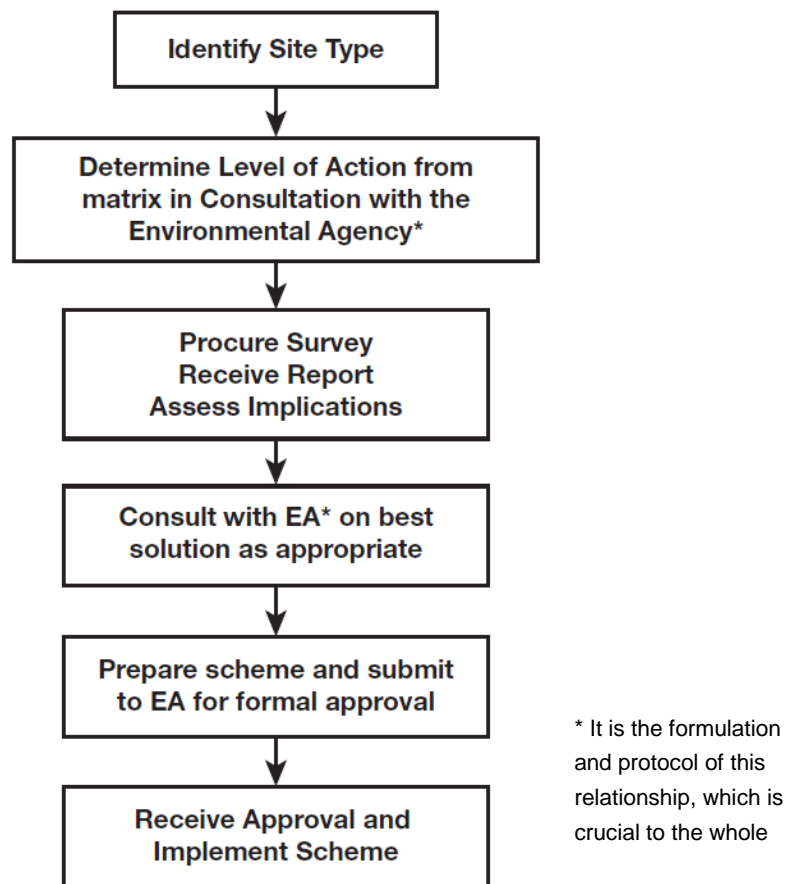 Identify Site Type
Determine Level of Action from
matrix in Consultation with the
Environmental Agency*
Procure Survey
Receive Report
Assess Implications
Consult with EA* on best
solution as appropriate
Prepare scheme and submit
to EA for formal approval
Receive Approval and
Implement Scheme
* It is the formulation
and protocol of this
relationship, which is
crucial to the whole